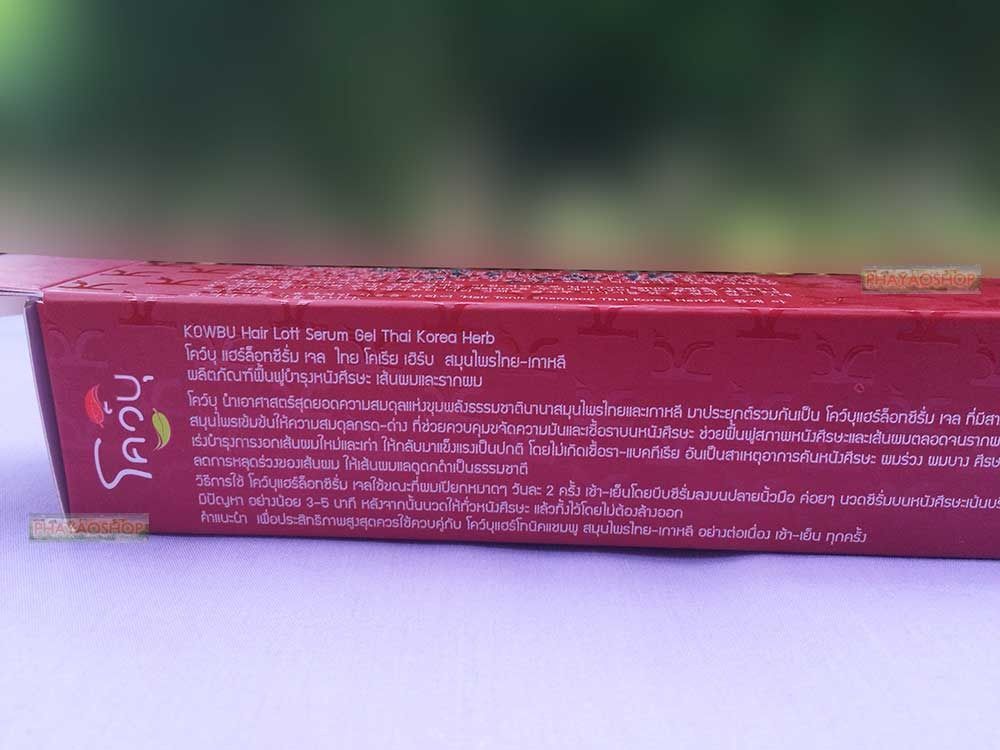 PHAYAOSHOP
Hair Tonic Shampoo Thai Korea Herb
KOWBU Hair Lott Serum Gel Thai Korea Herb
โคว์บุ แฮร์ล็อทซีรั่ม เจล ไทย โคเรีย เฮิร์บ สมุนไพรไทย-เกาหลี
ผลิตภัณฑ์ฟื้นฟูบำรุงหนังศีรษะ เส้นผมและรากผม
โคว์บุ
โคว์บุ นำเอาศาสตร์สุดยอดความสมดุลแห่งขุมพลังธรรมชาตินานาสมุนไพรไทยและเกาหลี มาประยุกต์รวมกันเป็น โคว์บุแฮร์ล็อทซีรั่ม เจล ที่มีสา
สมุนไพรเข้มข้นให้ความสมดุลกรด-ด่าง ที่ช่วยควบคุมขจัดความมันและเชื้อราบนหนังศีรษะ ช่วยฟื้นฟูสภาพหนังศีรษะและเส้นผมตลอดจนรากผม
เร่งบำรุงการงอกเส้นผมใหม่และเก่า ให้กลับมาแข็งแรงเป็นปกติ โดยไม่เกิดเชื้อรา-แบคทีเรีย อันเป็นสาเหตุอาการคันหนังศีรษะ ผมร่วง ผมบาง ศีรษ
ลดการหลุดร่วงของเส้นผม ให้เส้นผมแลดูดกดำเป็นธรรมชาติ
วิธีการใช้ โคว์บุแฮร์ล็อทซีรั่ม เจลใช้ขณะที่ผมเปียกหมาดๆ วันละ 2 ครั้ง เช้า-เย็นโดยบีบซีรั่มลงบนปลายนิ้วมือ ค่อยๆ นวดซีรั่มบนหนังศีรษะเน้นบริ
มีปัญหา อย่างน้อย 3-5 นาที หลังจากนั้นนวดให้ทั่วหนังศีรษะ แล้วทิ้งไว้โดยไม่ต้องล้างออก
คำแนะนำ เพื่อประสิทธิภาพสูงสุดควรใช้ควบคู่กับ โคว์บุแฮร์โทนิคแชมพู สมุนไพรไทย-เกาหลี อย่างต่อเนื่อง เช้า-เย็น ทุกครั้ง
PHAYAOSHOP